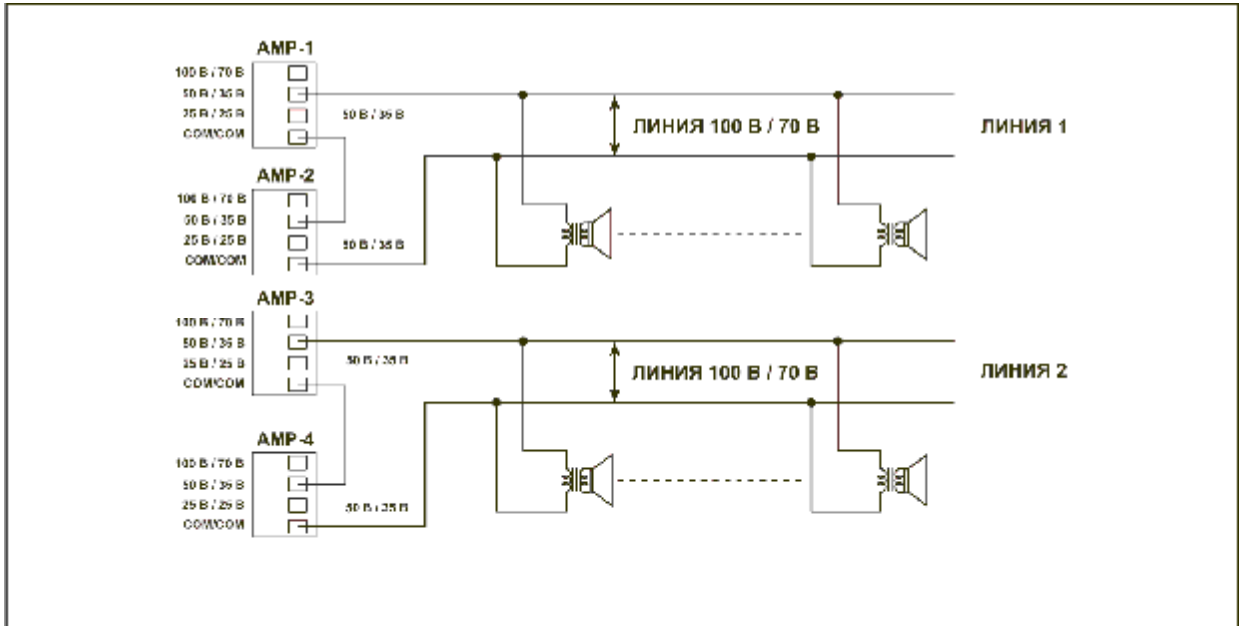 AMP-1
100 В / 70 В
50 В / 35 В
25 В / 25 В
COM/COM
50 В / 35 В
ЛИНИЯ 100 В / 70 В
ЛИНИЯ 1
AMP-2
100 В / 70 В
50 В / 35 В
25 В / 25 В
COM/COM
50 В / 35 В
AMP-3
100 В / 70 В
50 В / 35 В
25 В / 25 В
COM/COM
50 В / 35 В
ЛИНИЯ 100 В / 70 В
ЛИНИЯ 2
AMP-4
100 В / 70 В
50 В / 35 В
25 В / 25 В
COM/COM
50 В / 35 В